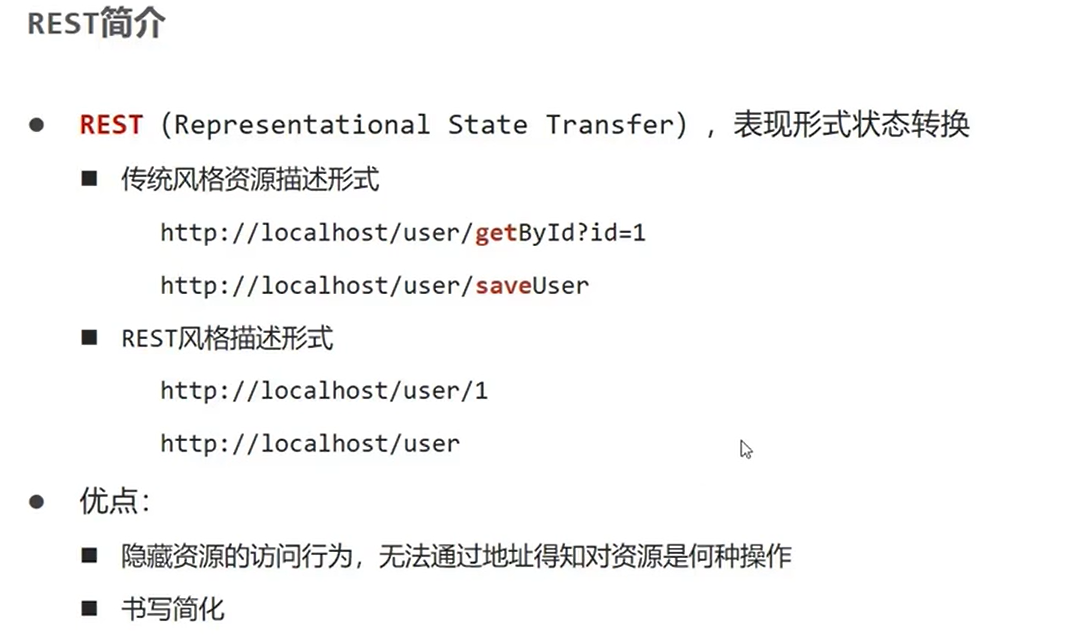 REST简介
REST（Representational State Transfer），表现形式状态转换
传统风格资源描述形式
http://localhost/user/getById?id=1
http://localhost/user/saveUser
REST风格描述形式
http://localhost/user/1
http://localhost/user
优点：
隐藏资源的访问行为，无法通过地址得知对资源是何种操作
书写简化